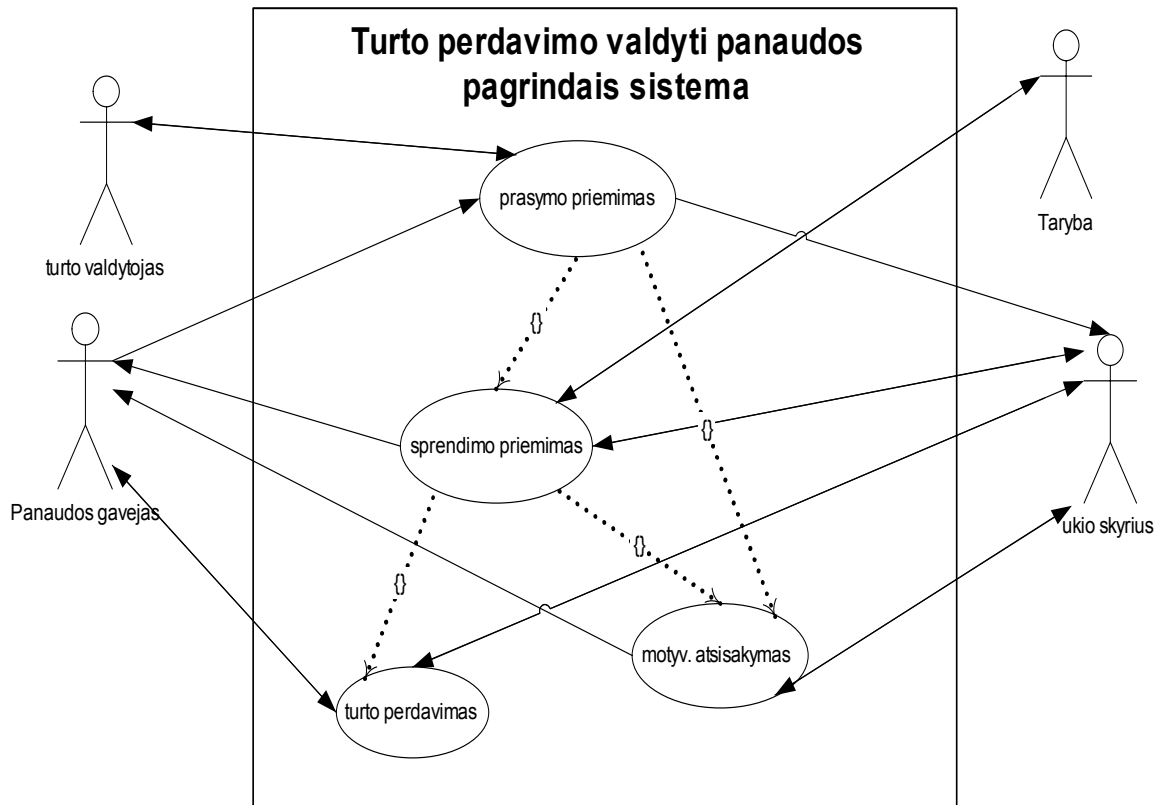 Turto perdavimo valdyti panaudos
pagrindais sistema
prasymo priemimas
Taryba
turto valdytojas
{}
{}
sprendimo priemimas
Panaudos gavejas
ukio skyrius
{}
{}
motyv. atsisakymas
turto perdavimas